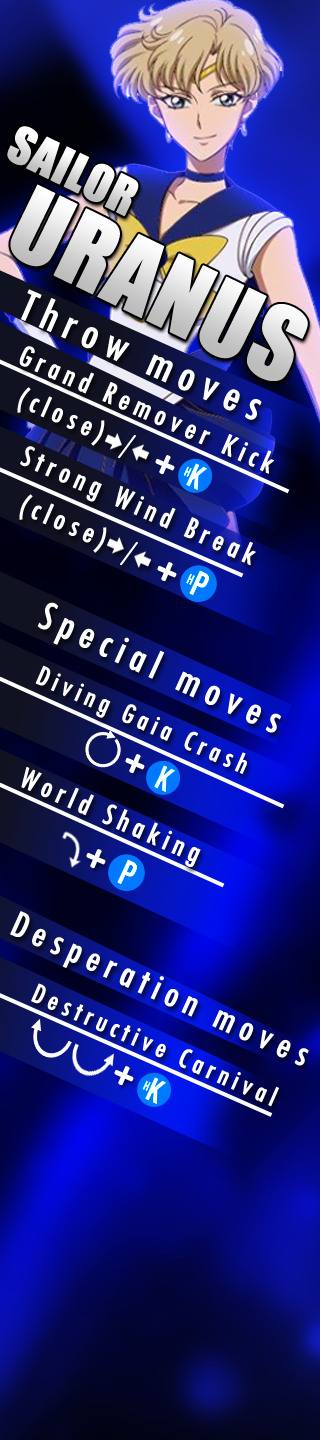 SAILOR
URANUS
Throw moves
Grand Remover Kick
(close)➔/← + HK
Strong Wind Break
(close)➔/← + HP
Special moves
Diving Gaia Crash
+ K
World Shaking
+ P
Desperation moves
Destructive Carnival
+ HK